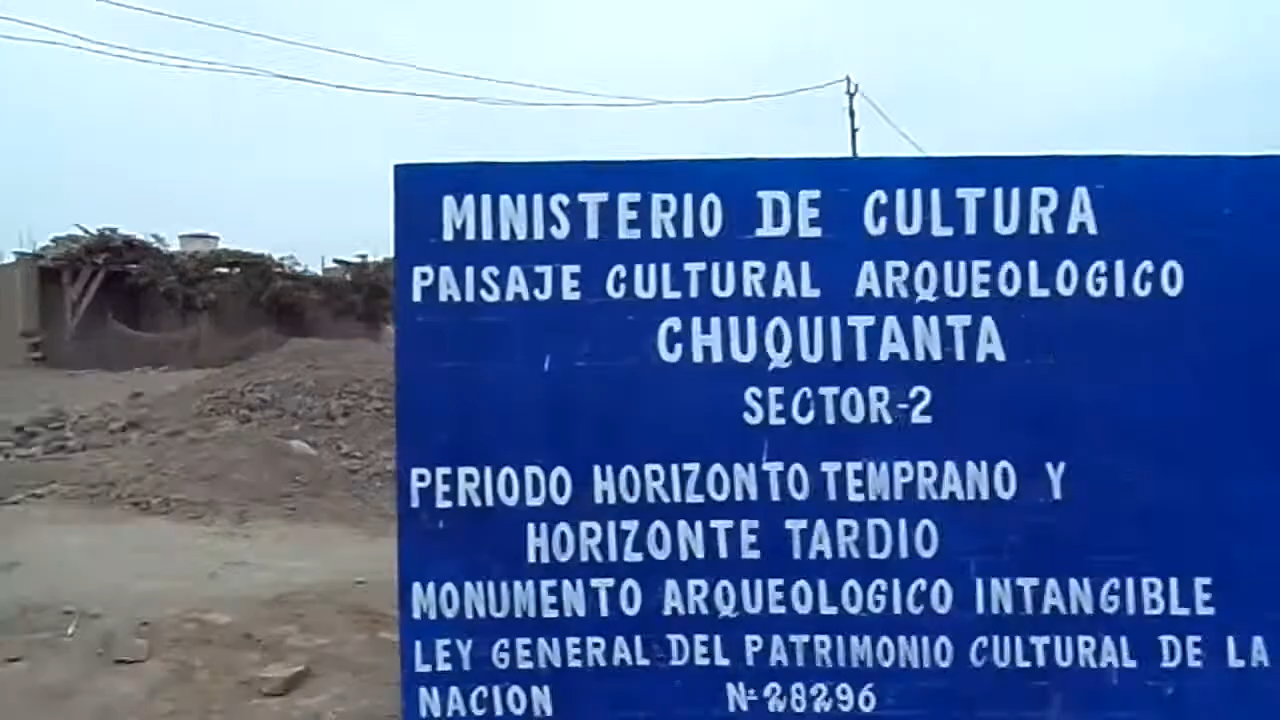 MINISTERIO DE CULTURA
PAISAJE CULTURAL ARQUEOLOGICO
CHUQUITANTA
SECTOR-2
PERIODO HORIZONTO TEMPRANO Y
HORIZONTE TARDIO
MONUMENTO ARQUEOLOGICO INTANGIBLE
LEY GENERAL DEL PATRIMONIO CULTURAL DE LA
NACION Nº 28296